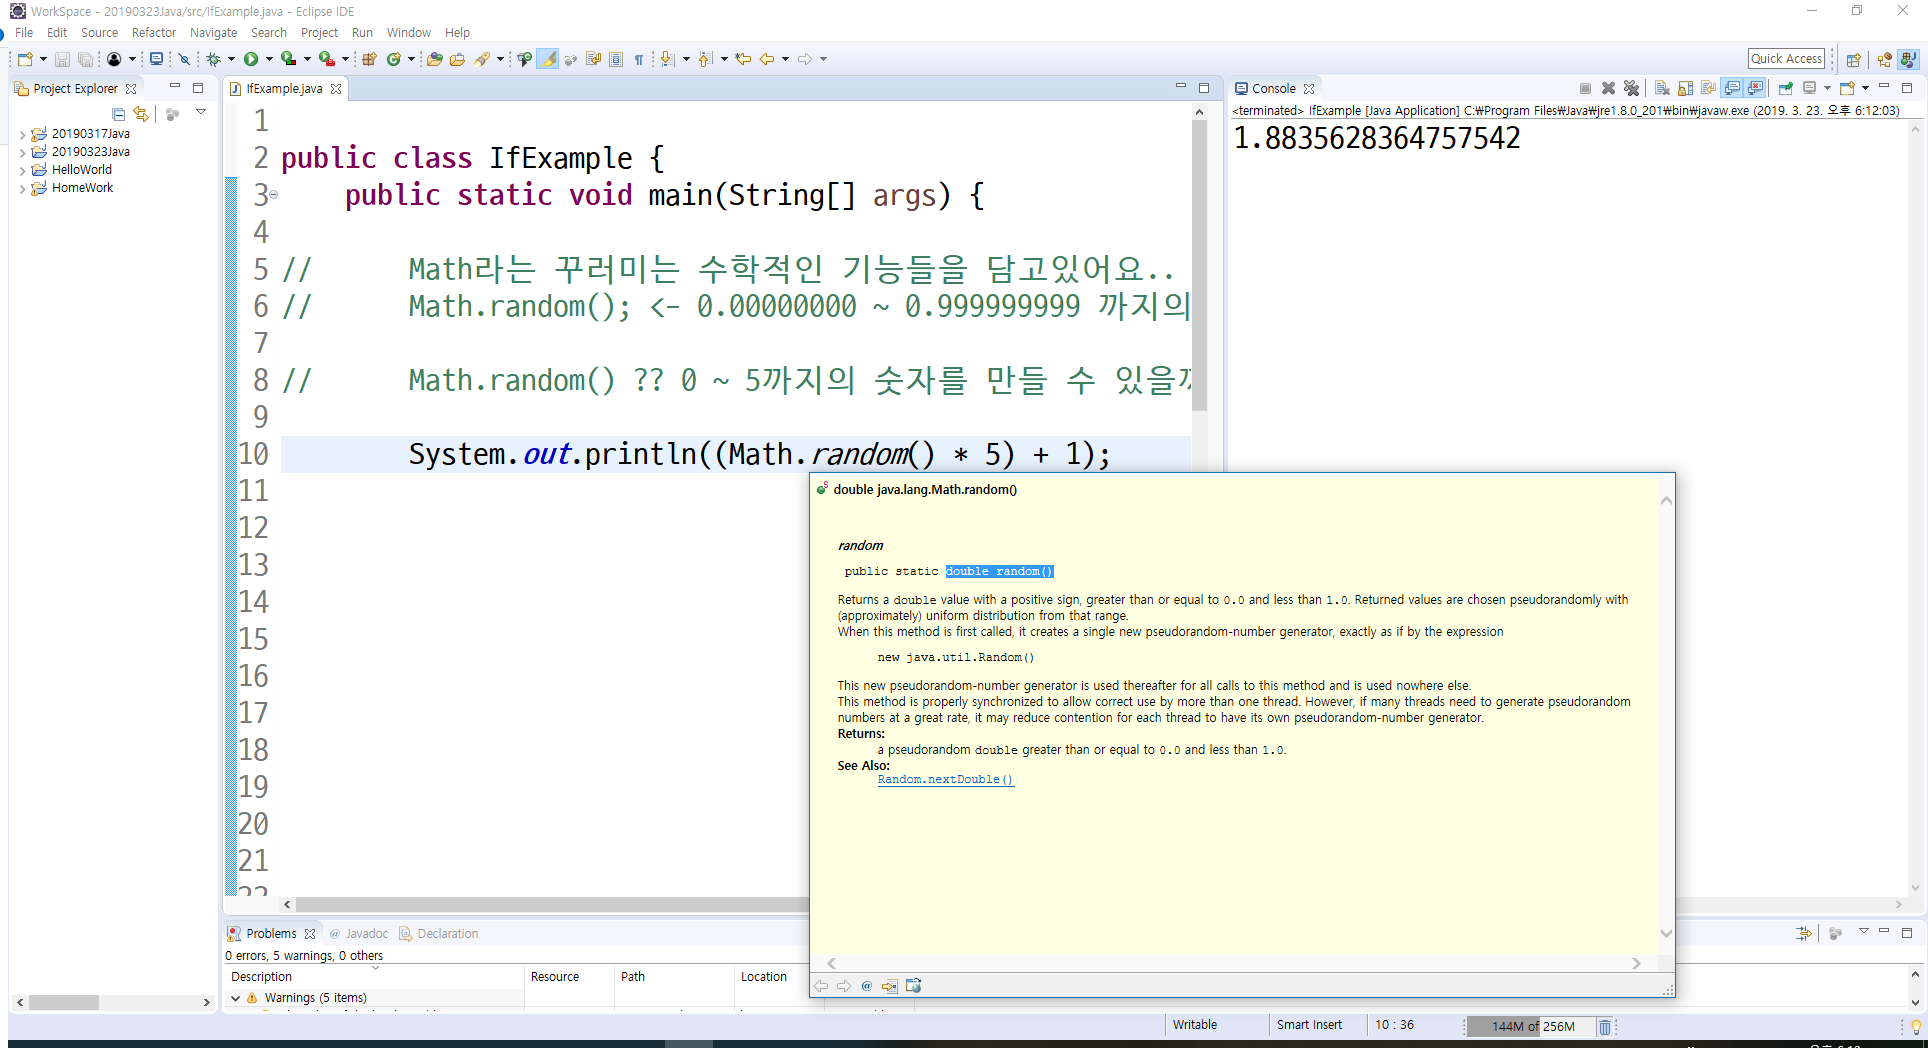 WorkSpace - 20190323Java/src/IfExample.java - Eclipse IDE
File Edit Source Refactor Navigate Search Project Run Window Help
Quick Access
Project Explorer
20190317Java
20190323Java
HelloWorld
HomeWork
IfExample.java
1
2 public class IfExample {
3 public static void main(String[] args) {
4
5 // Math라는 꾸러미는 수학적인 기능들을 담고있어요..
6 // Math.random(); <- 0.00000000 ~ 0.999999999 까지의
7
8 // Math.random() ?? 0 ~ 5까지의 숫자를 만들 수 있을까
9
10 System.out.println((Math.random() * 5) + 1);
11
12
13
14
15
16
17
18
19
20
21
22
Console
<terminated> IfExample [Java Application] C:₩Program Files₩Java₩jre1.8.0_201₩bin₩javaw.exe (2019. 3. 23. 오후 6:12:03)
1.8835628364757542
double java.lang.Math.random()
random
public static double random()
Returns a double value with a positive sign, greater than or equal to 0.0 and less than 1.0. Returned values are chosen pseudorandomly with
(approximately) uniform distribution from that range.
When this method is first called, it creates a single new pseudorandom-number generator, exactly as if by the expression
new java.util.Random()
This new pseudorandom-number generator is used thereafter for all calls to this method and is used nowhere else.
This method is properly synchronized to allow correct use by more than one thread. However, if many threads need to generate pseudorandom
numbers at a great rate, it may reduce contention for each thread to have its own pseudorandom-number generator.
Returns:
a pseudorandom double greater than or equal to 0.0 and less than 1.0.
See Also:
Random.nextDouble()
Problems @ Javadoc Declaration
0 errors, 5 warnings, 0 others
Description Resource Path Location
Warnings (5 items)
Writable Smart Insert 10 : 36 144M of 256M